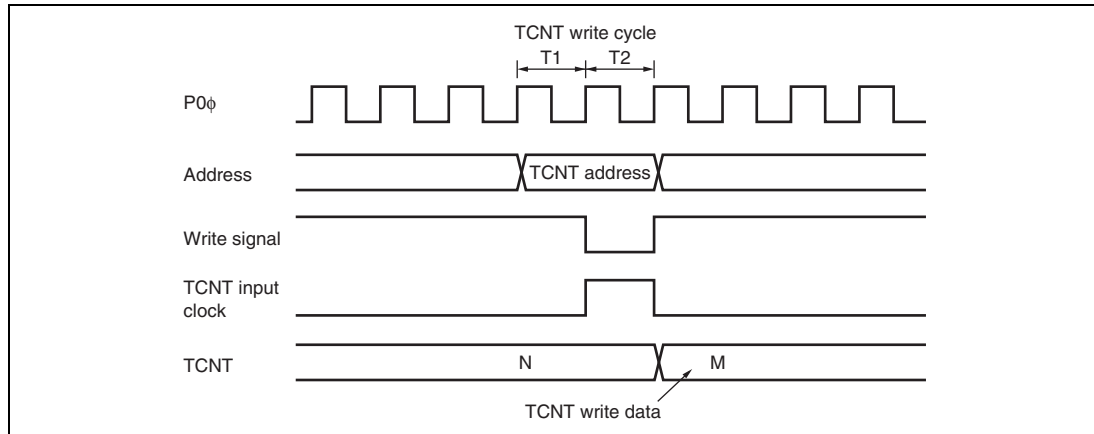 TCNT write cycle
T1 T2
P0ϕ
Address
TCNT address
Write signal
TCNT input
clock
TCNT
N
M
TCNT write data